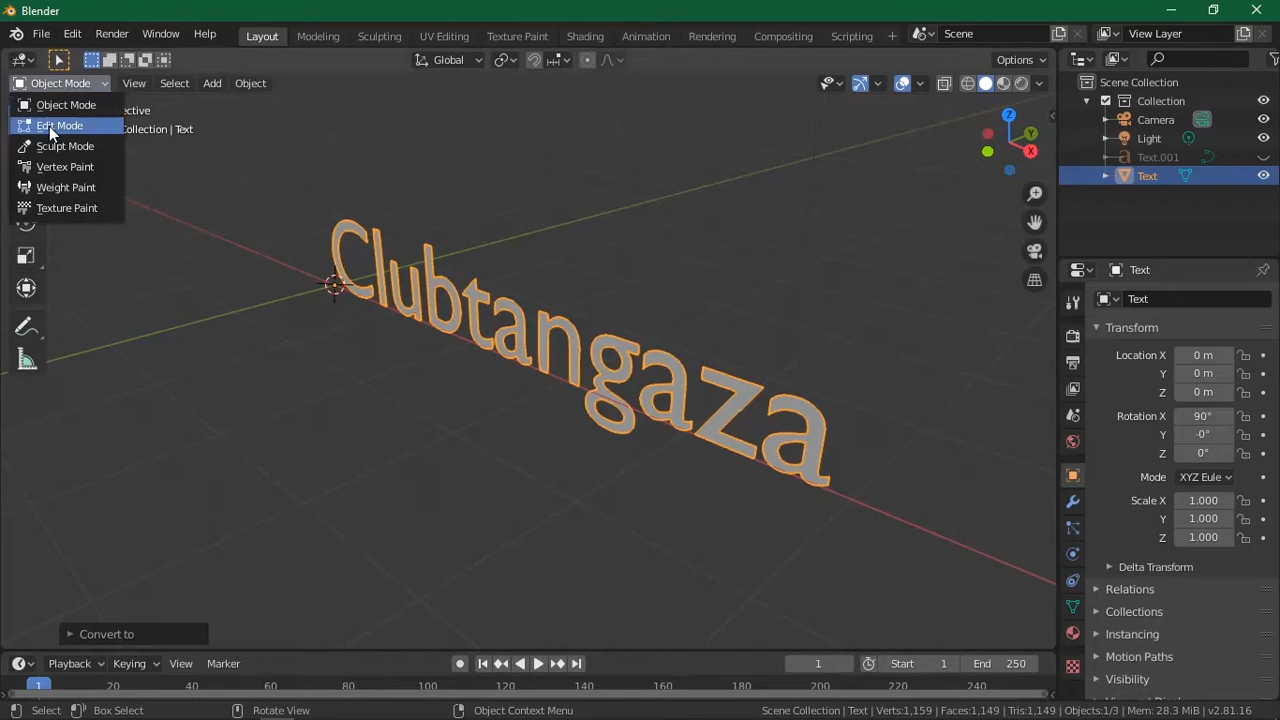 Blender
File Edit Render Window Help Layout Modeling Sculpting UV Editing Texture Paint Shading Animation Rendering Compositing Scripting Scene View Layer
Global Options
Object Mode View Select Add Object Scene Collection
Object Mode ective Collection
Edit Mode ollection | Text Camera
Sculpt Mode Light
Vertex Paint Text.001
Weight Paint Text
Texture Paint
Clubtangaza
Text
Text
Transform
Location X 0 m
Y 0 m
Z 0 m
Rotation X 90°
Y -0°
Z 0°
Mode XYZ Eule
Scale X 1.000
Y 1.000
Z 1.000
Delta Transform
Relations
Collections
Instancing
Motion Paths
Visibility
Convert to
Playback Keying View Marker 1 Start 1 End 250
1 20 40 60 80 100 120 140 160 180 200 220 240
Select Box Select Rotate View Object Context Menu Scene Collection | Text | Verts:1,159 | Faces:1,149 | Tris:1,149 | Objects:1/3 | Mem: 28.3 MiB | v2.81.16
X
Y
Z